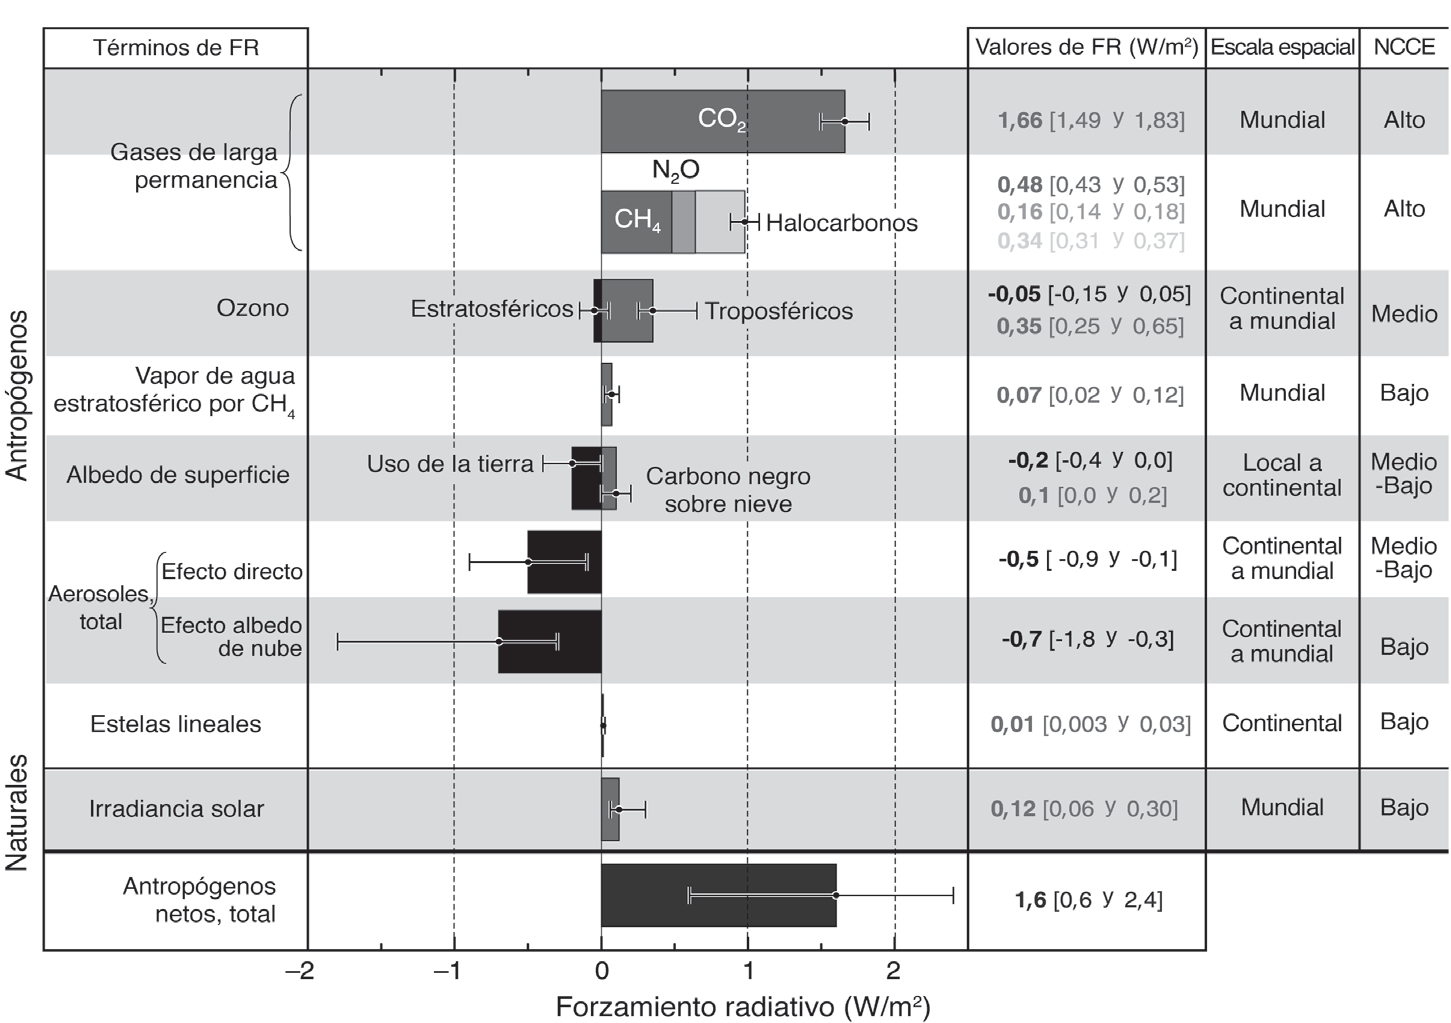 Términos de FR
Valores de FR (W/m²)
Escala espacial
NCCE
Antropógenos
Gases de larga
permanencia
CO₂
1,66 [1,49 y 1,83]
Mundial
Alto
N₂O
CH₄
Halocarbonos
0,48 [0,43 y 0,53]
0,16 [0,14 y 0,18]
0,34 [0,31 y 0,37]
Mundial
Alto
Ozono
Estratosféricos
Troposféricos
-0,05 [-0,15 y 0,05]
0,35 [0,25 y 0,65]
Continental
a mundial
Medio
Vapor de agua
estratosférico por CH₄
0,07 [0,02 y 0,12]
Mundial
Bajo
Albedo de superficie
Uso de la tierra
Carbono negro
sobre nieve
-0,2 [-0,4 y 0,0]
0,1 [0,0 y 0,2]
Local a
continental
Medio
-Bajo
Aerosoles,
total
Efecto directo
-0,5 [ -0,9 y -0,1]
Continental
a mundial
Medio
-Bajo
Efecto albedo
de nube
-0,7 [-1,8 y -0,3]
Continental
a mundial
Bajo
Estelas lineales
0,01 [0,003 y 0,03]
Continental
Bajo
Naturales
Irradiancia solar
0,12 [0,06 y 0,30]
Mundial
Bajo
Antropógenos
netos, total
1,6 [0,6 y 2,4]
−2 −1 0 1 2
Forzamiento radiativo (W/m²)